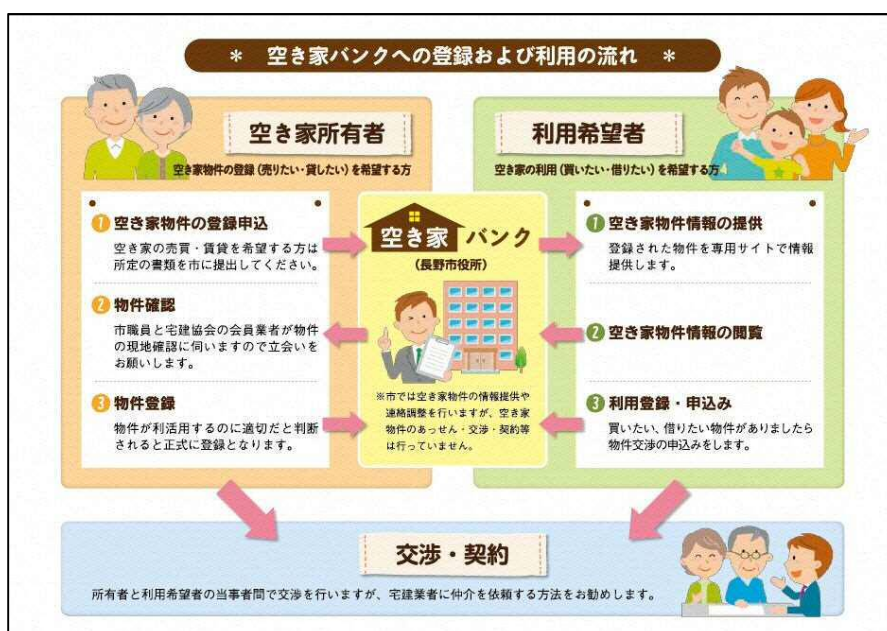 ＊ 空き家バンクへの登録および利用の流れ ＊
空き家所有者
空き家物件の登録（売りたい・貸したい）を希望する方
1 空き家物件の登録申込
空き家の売買・賃貸を希望する方は
所定の書類を市に提出してください。
2 物件確認
市職員と宅建協会の会員業者が物件
の現地確認に伺いますので立会いを
お願いします。
3 物件登録
物件が利活用するのに適切だと判断
されると正式に登録となります。
空き家バンク
（長野市役所）
※市では空き家物件の情報提供や
連絡調整を行いますが、空き家
物件のあっせん・交渉・契約等
は行っていません。
利用希望者
空き家の利用（買いたい・借りたい）を希望する方
1 空き家物件情報の提供
登録された物件を専用サイトで情報
提供します。
2 空き家物件情報の閲覧
3 利用登録・申込み
買いたい、借りたい物件がありましたら
物件交渉の申込みをします。
交渉・契約
所有者と利用希望者の当事者間で交渉を行いますが、宅建業者に仲介を依頼する方法をお勧めします。